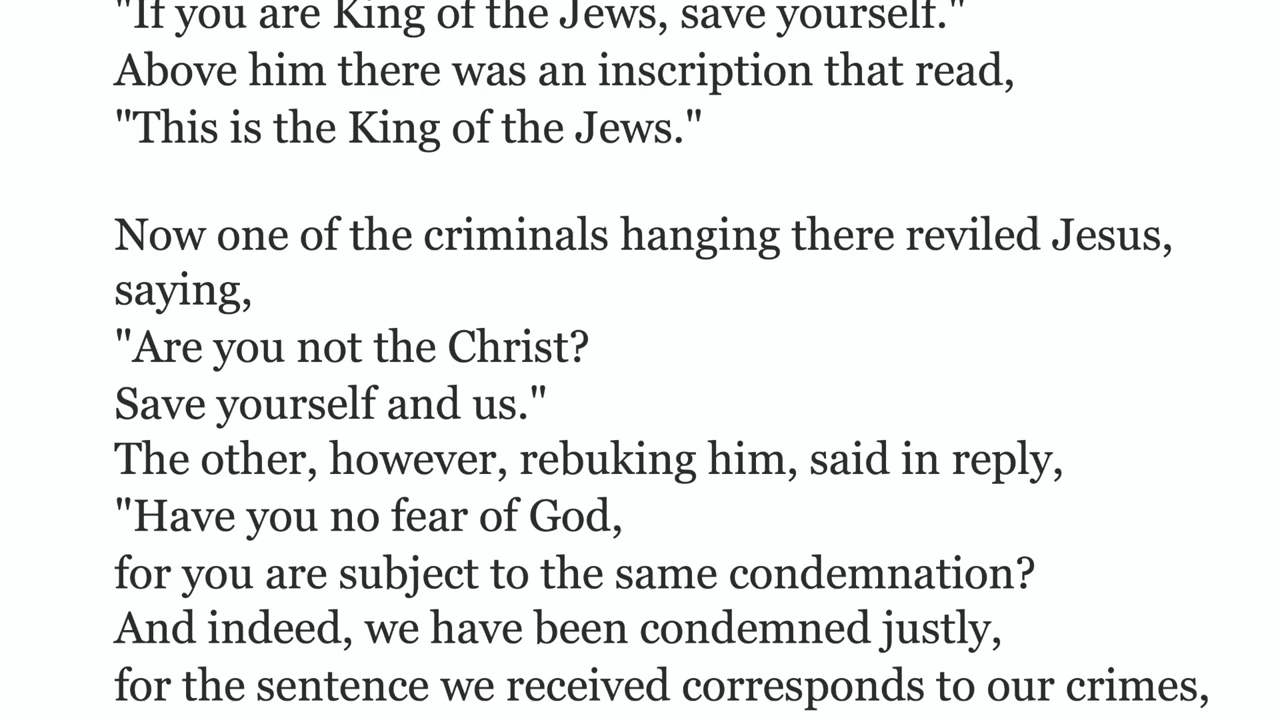 "If you are King of the Jews, save yourself."
Above him there was an inscription that read,
"This is the King of the Jews."
Now one of the criminals hanging there reviled Jesus,
saying,
"Are you not the Christ?
Save yourself and us."
The other, however, rebuking him, said in reply,
"Have you no fear of God,
for you are subject to the same condemnation?
And indeed, we have been condemned justly,
for the sentence we received corresponds to our crimes,